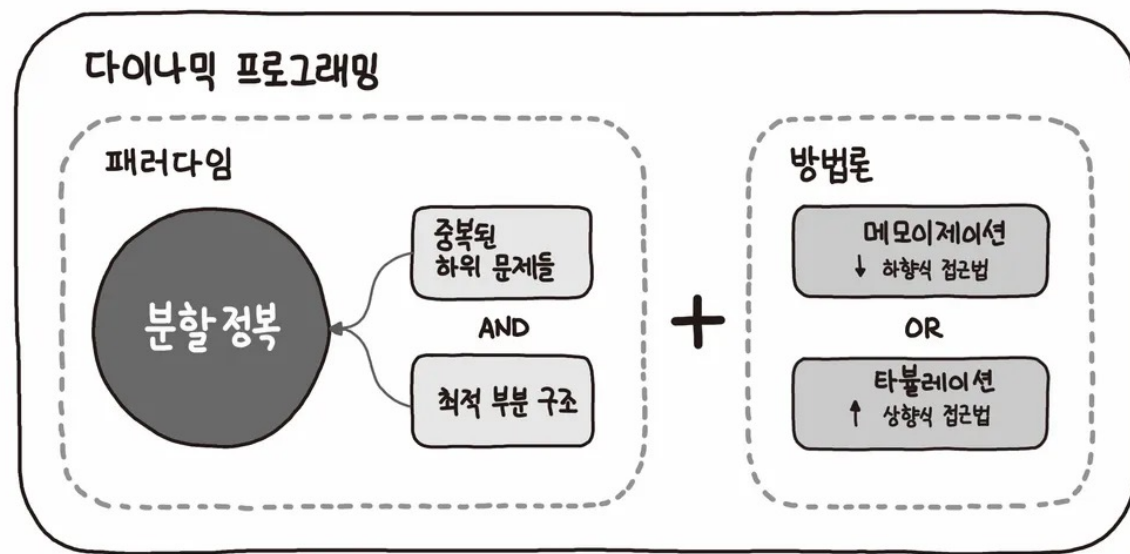 다이나믹 프로그래밍
패러다임
분할 정복
중복된
하위 문제들
AND
최적 부분 구조
+
방법론
메모이제이션
↓ 하향식 접근법
OR
타뷸레이션
↑ 상향식 접근법